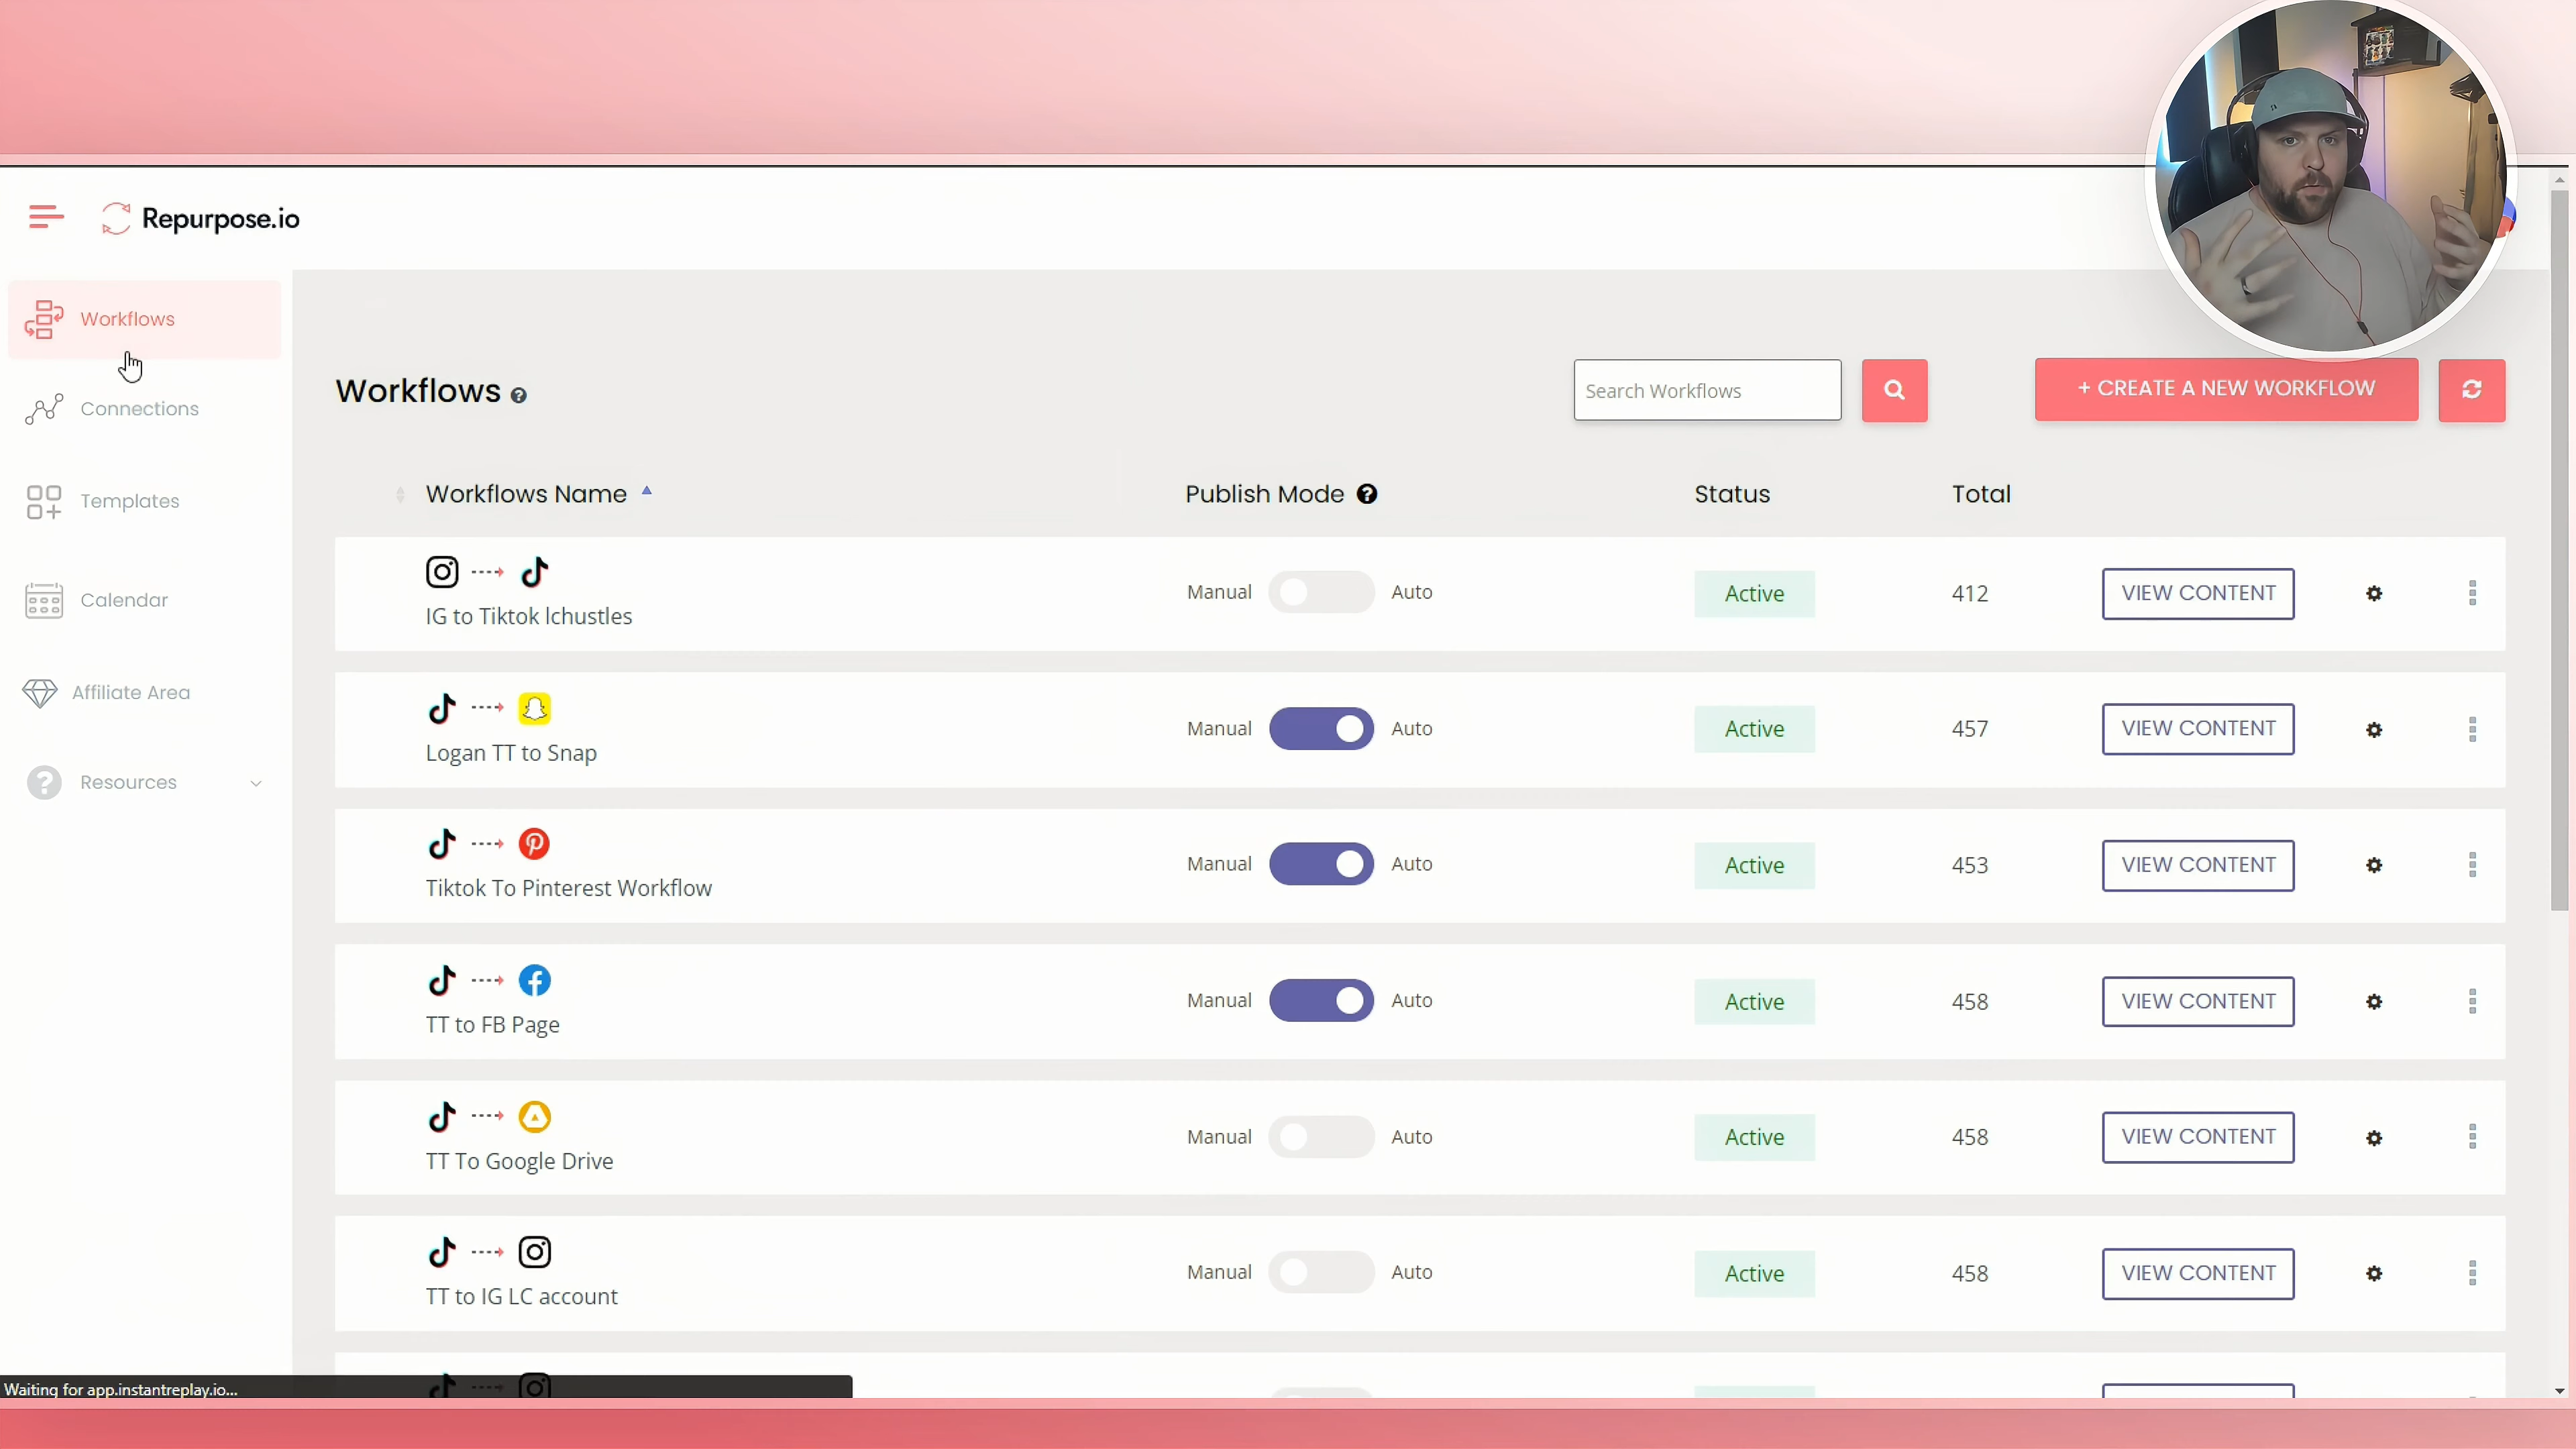 Repurpose.io
Workflows
Connections
Templates
Calendar
Affiliate Area
Resources
Workflows
Search Workflows
+ CREATE A NEW WORKFLOW
Workflows Name
Publish Mode
Status
Total
IG to Tiktok lchustles
Manual
Auto
Active
412
VIEW CONTENT
Logan TT to Snap
Manual
Auto
Active
457
VIEW CONTENT
Tiktok To Pinterest Workflow
Manual
Auto
Active
453
VIEW CONTENT
TT to FB Page
Manual
Auto
Active
458
VIEW CONTENT
TT To Google Drive
Manual
Auto
Active
458
VIEW CONTENT
TT to IG LC account
Manual
Auto
Active
458
VIEW CONTENT
Waiting for app.instantreplay.io...